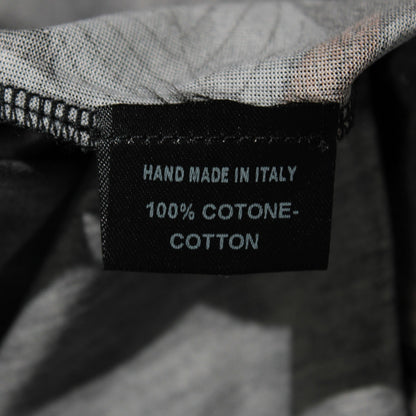 HAND MADE IN ITALY
100% COTONE-
COTTON